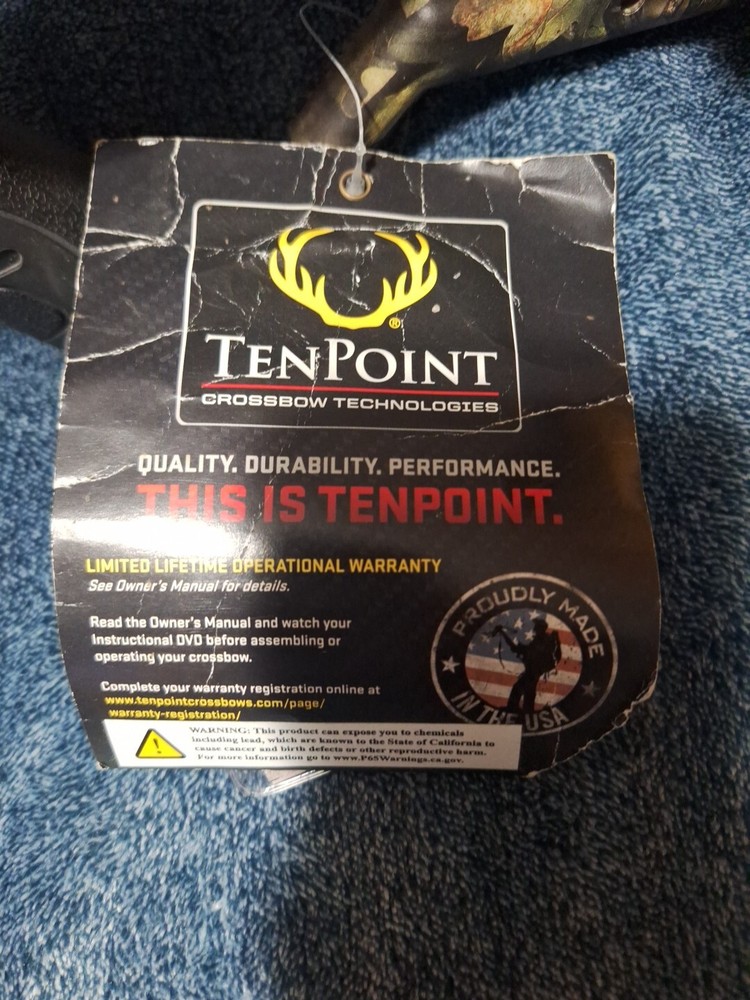 ®
TENPOINT
CROSSBOW TECHNOLOGIES
QUALITY. DURABILITY. PERFORMANCE.
THIS IS TENPOINT.
LIMITED LIFETIME OPERATIONAL WARRANTY
See Owner's Manual for details.
Read the Owner's Manual and watch your
Instructional DVD before assembling or
operating your crossbow.
Complete your warranty registration online at
www.tenpointcrossbows.com/page/
warranty-registration/
PROUDLY MADE
IN THE USA
WARNING: This product can expose you to chemicals
including lead, which are known to the State of California to
cause cancer and birth defects or other reproductive harm.
For more information go to www.P65Warnings.ca.gov.